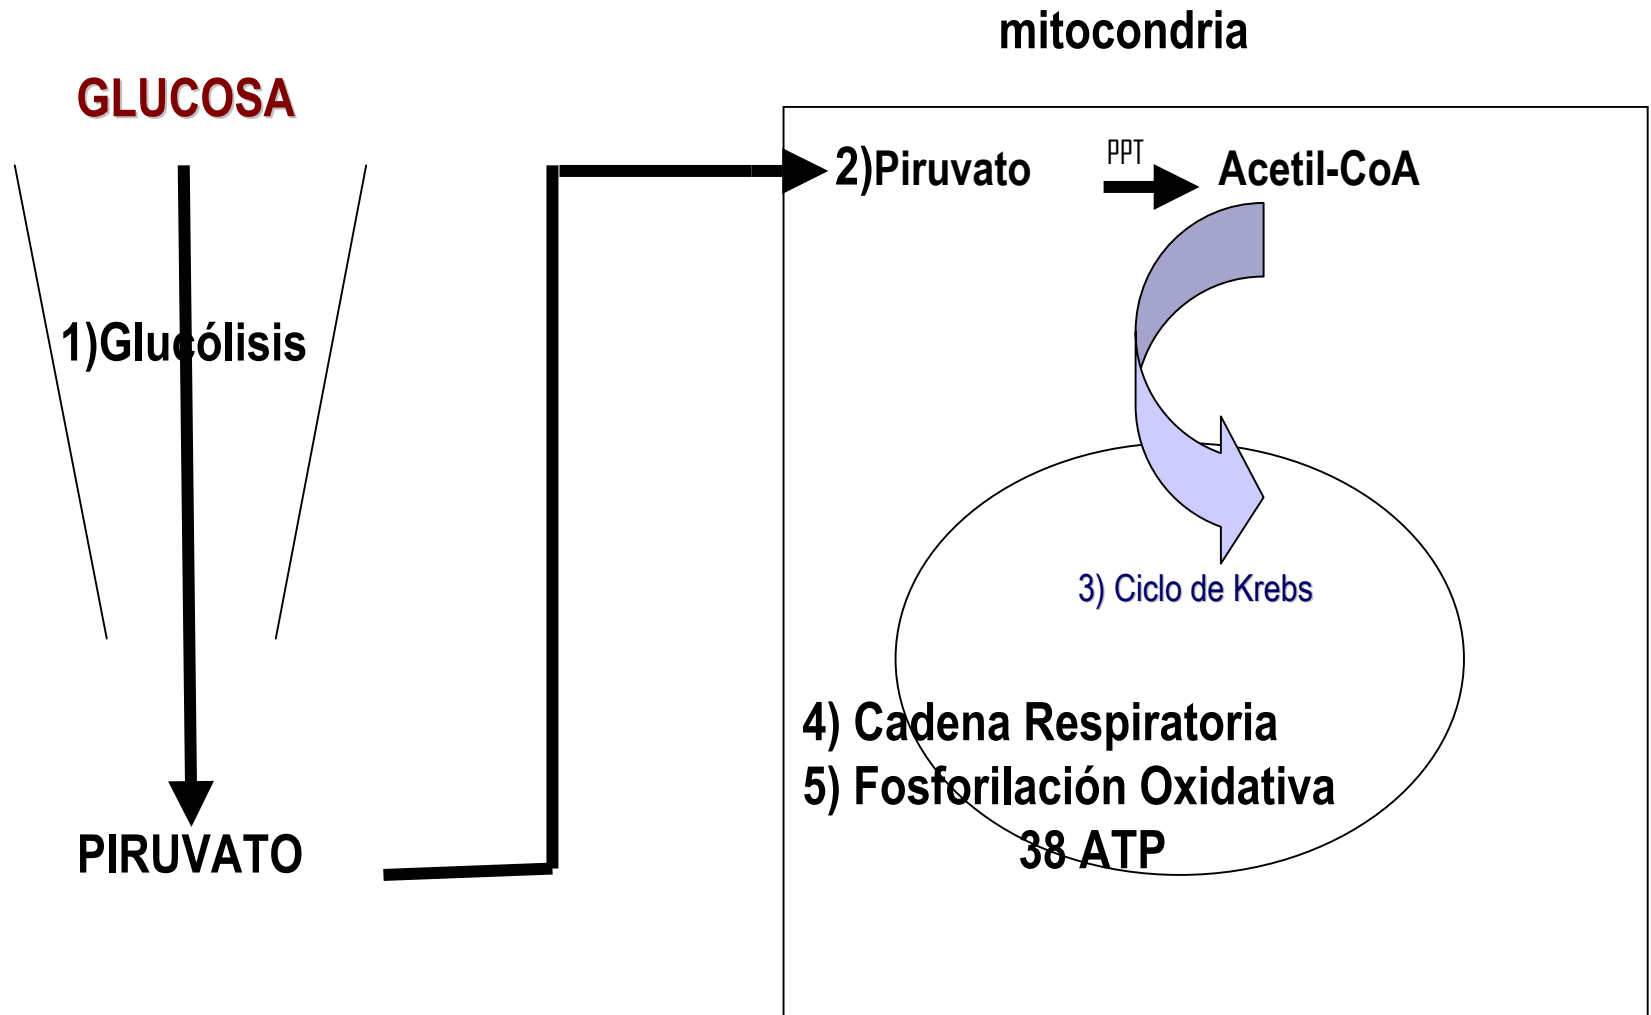 mitocondria
GLUCOSA
2)Piruvato
PPT
Acetil-CoA
1)Glucólisis
3) Ciclo de Krebs
4) Cadena Respiratoria
5) Fosforilación Oxidativa
38 ATP
PIRUVATO